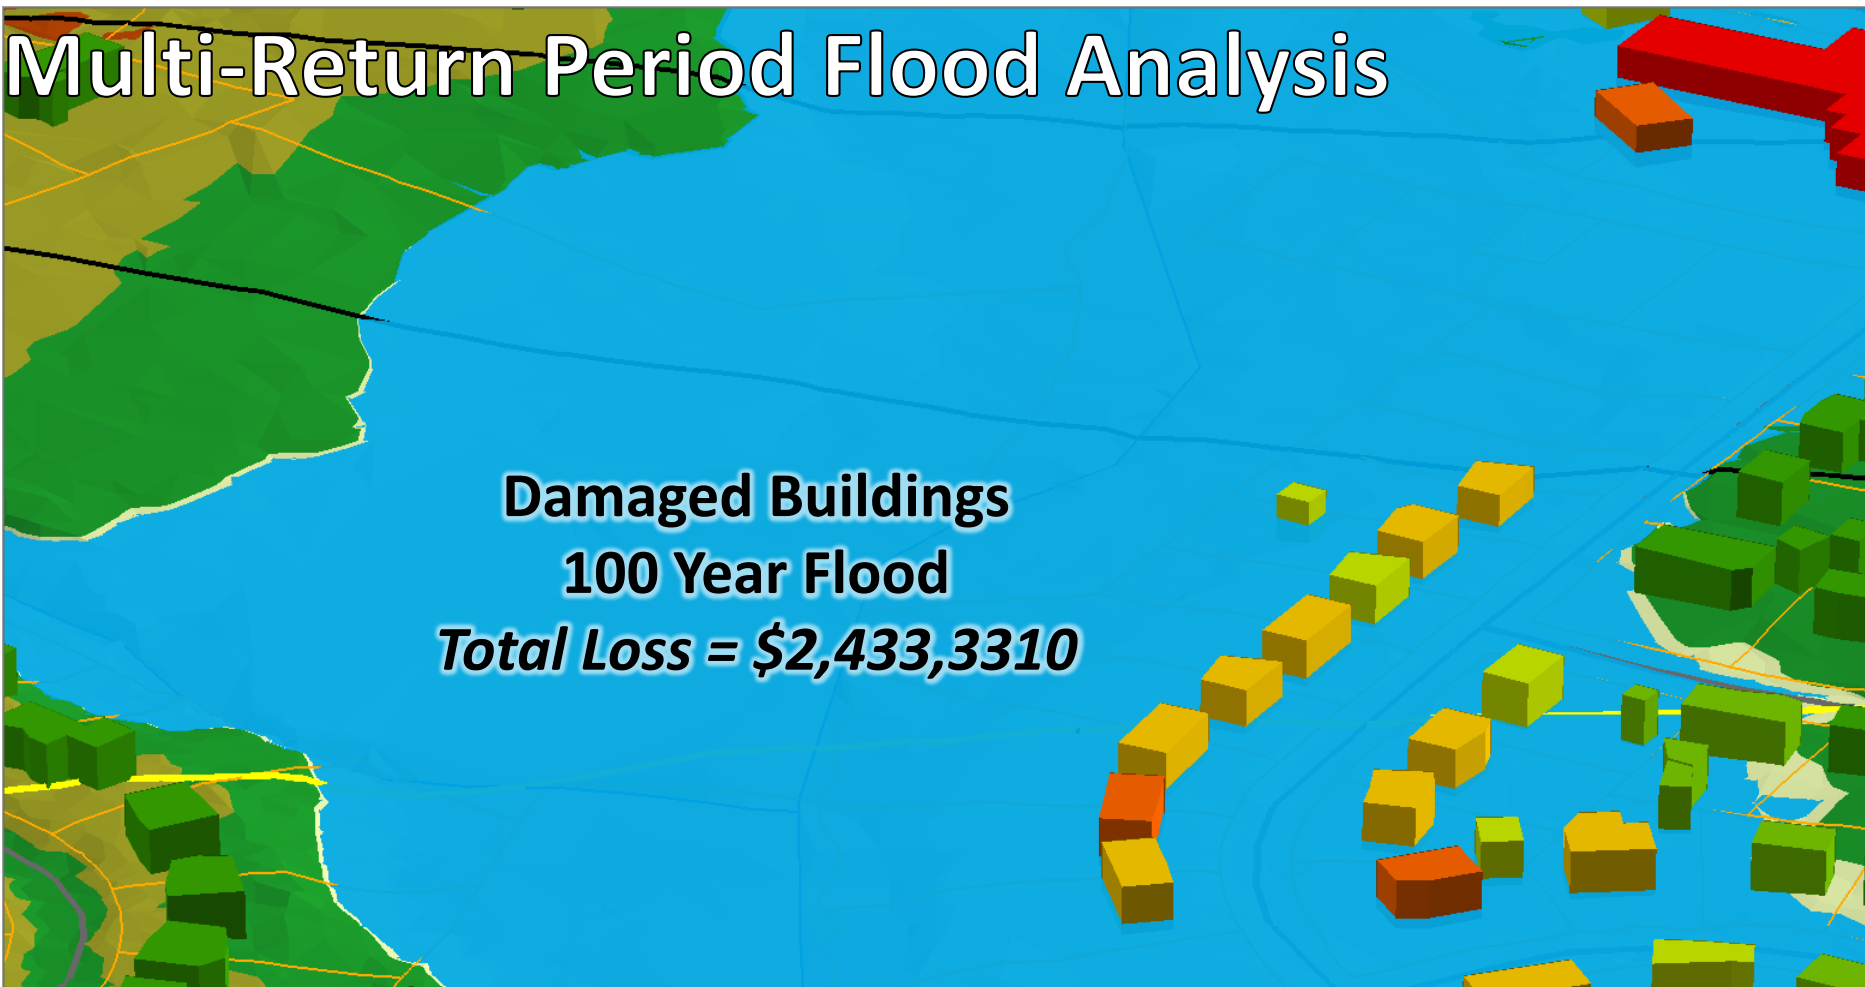 Multi-Return Period Flood Analysis
Damaged Buildings
100 Year Flood
Total Loss = $2,433,3310